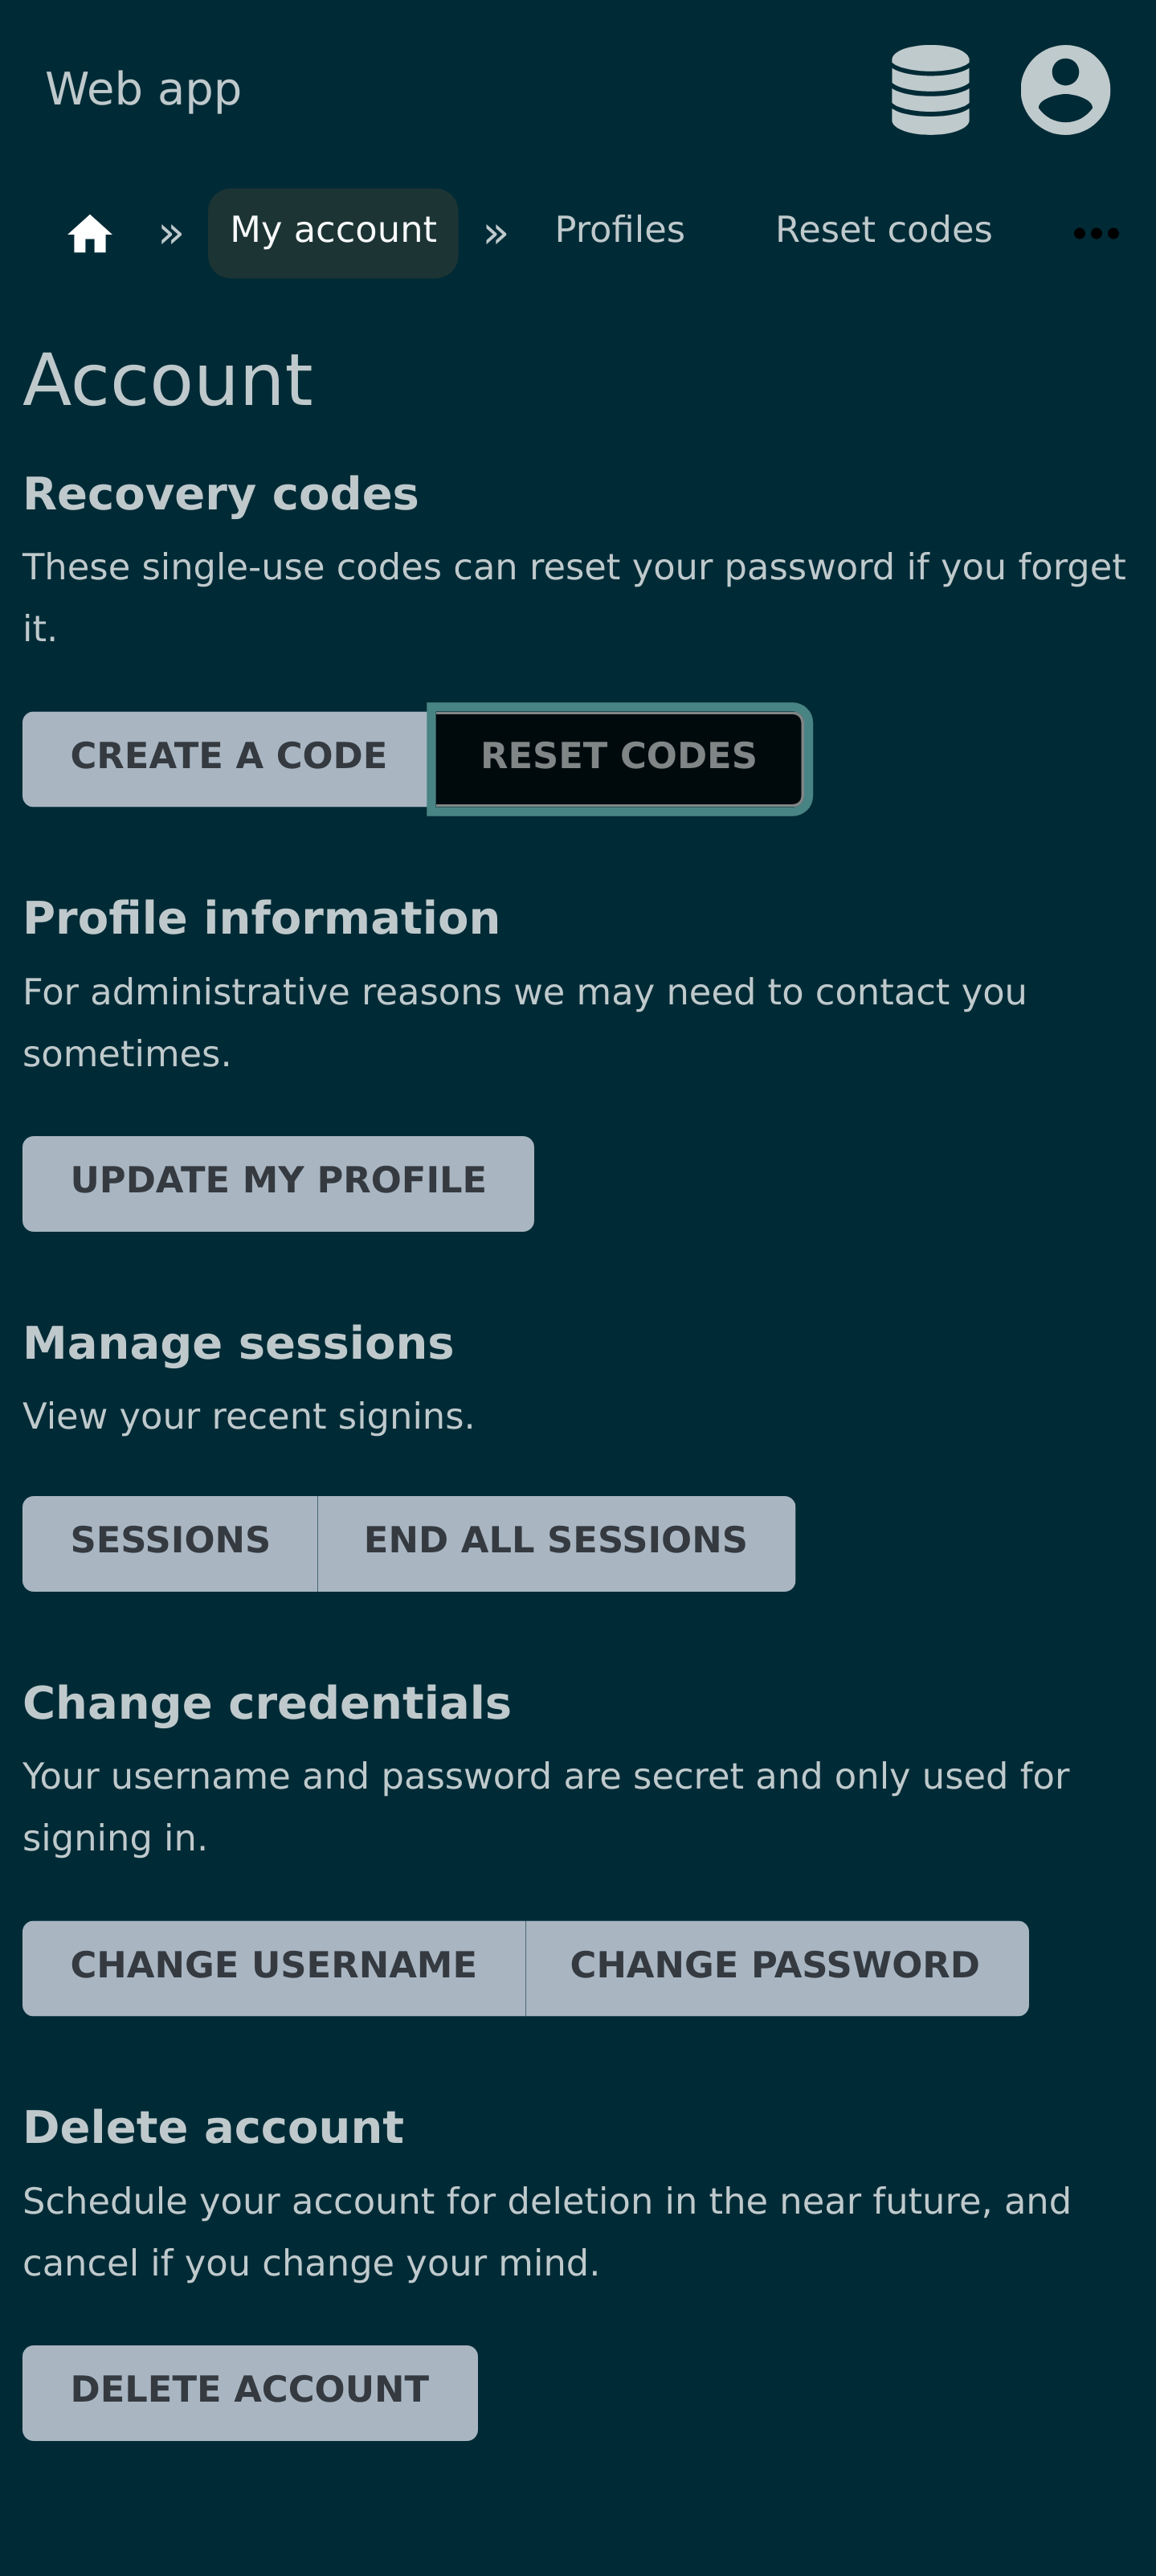 Web app
» My account » Profiles Reset codes •••
Account
Recovery codes
These single-use codes can reset your password if you forget
it.
CREATE A CODE RESET CODES
Profile information
For administrative reasons we may need to contact you
sometimes.
UPDATE MY PROFILE
Manage sessions
View your recent signins.
SESSIONS END ALL SESSIONS
Change credentials
Your username and password are secret and only used for
signing in.
CHANGE USERNAME CHANGE PASSWORD
Delete account
Schedule your account for deletion in the near future, and
cancel if you change your mind.
DELETE ACCOUNT